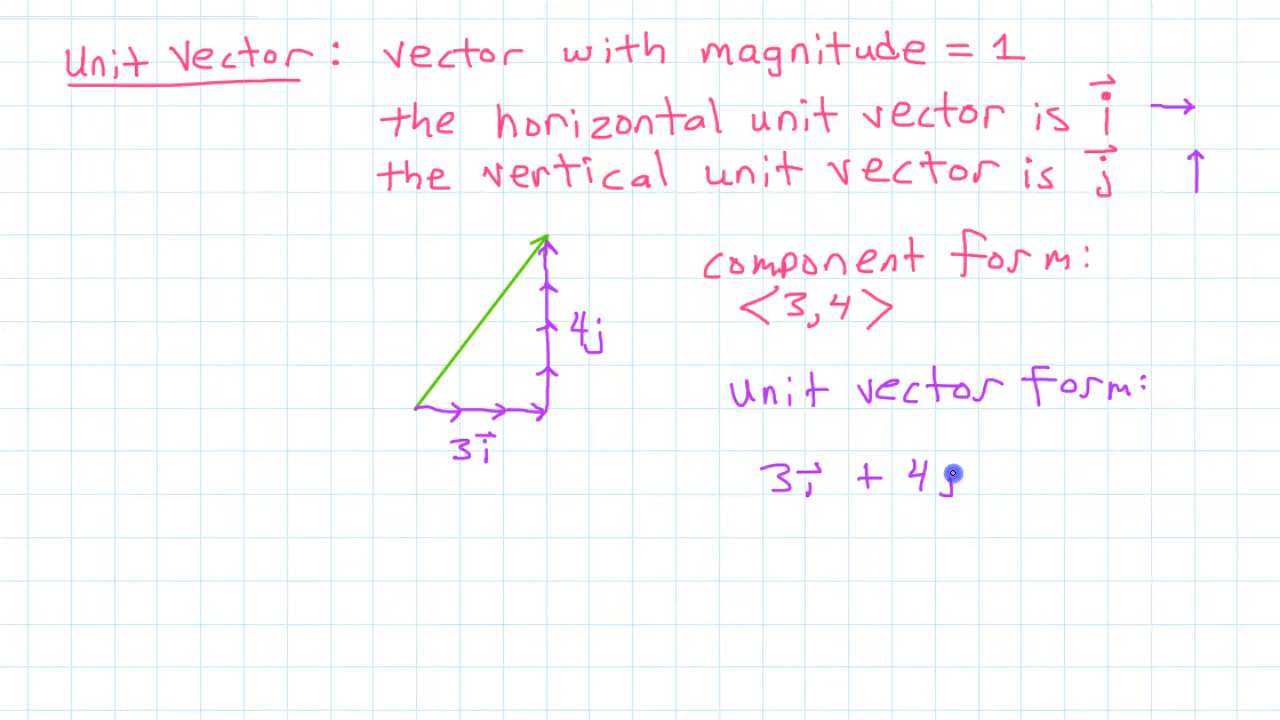 Unit Vector: vector with magnitude = 1
the horizontal unit vector is i⃗ →
the vertical unit vector is j⃗ ↑
component form:
<3,4>
4j
unit vector form:
3i⃗
3i⃗ + 4j